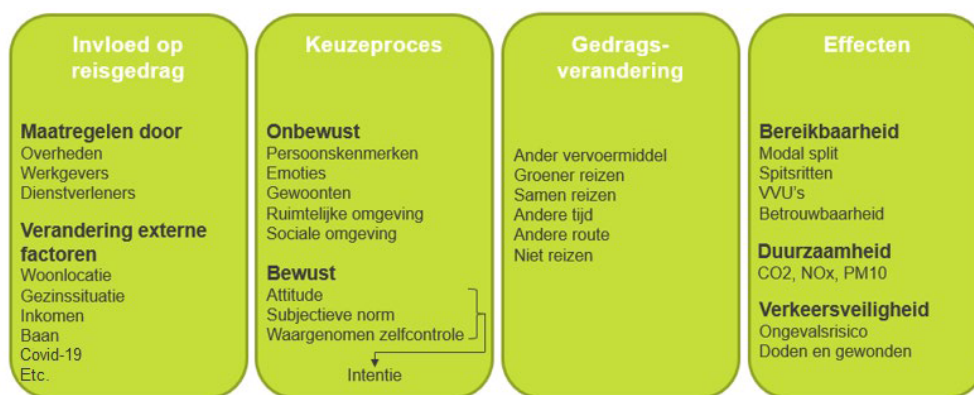 Invloed op
reisgedrag
Maatregelen door
Overheden
Werkgevers
Dienstverleners
Verandering externe
factoren
Woonlocatie
Gezinssituatie
Inkomen
Baan
Covid-19
Etc.
Keuzeproces
Onbewust
Persoonskenmerken
Emoties
Gewoonten
Ruimtelijke omgeving
Sociale omgeving
Bewust
Attitude
Subjectieve norm
Waargenomen zelfcontrole
Intentie
Gedrags-
verandering
Ander vervoermiddel
Groener reizen
Samen reizen
Andere tijd
Andere route
Niet reizen
Effecten
Bereikbaarheid
Modal split
Spitsritten
VVU's
Betrouwbaarheid
Duurzaamheid
CO2, NOx, PM10
Verkeersveiligheid
Ongevalsrisico
Doden en gewonden